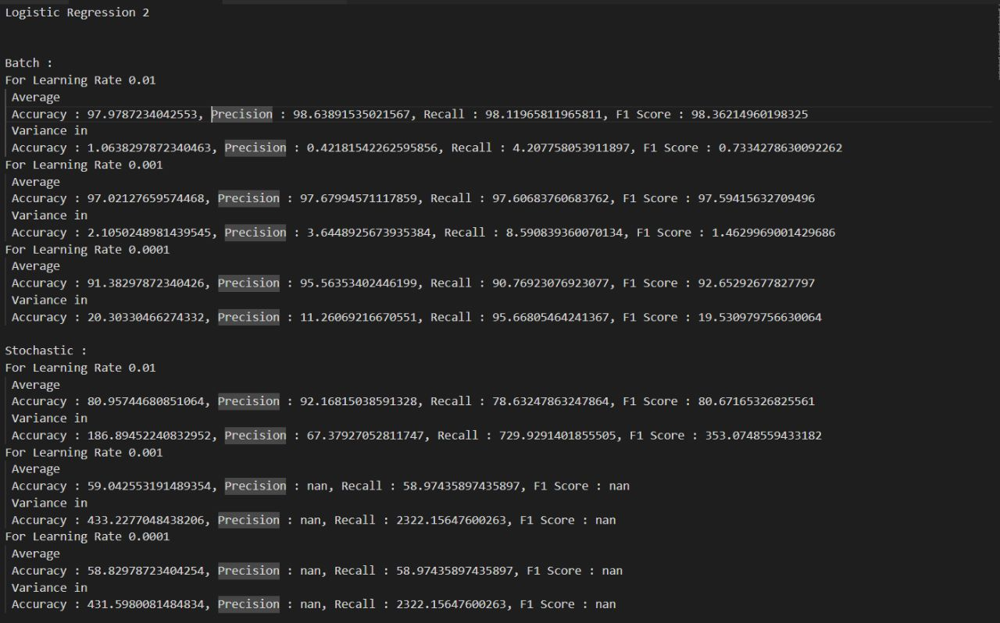 Logistic Regression 2
Batch :
For Learning Rate 0.01
Average
Accuracy : 97.9787234042553, Precision : 98.63891535021567, Recall : 98.11965811965811, F1 Score : 98.36214960198325
Variance in
Accuracy : 1.0638297872340463, Precision : 0.42181542262595856, Recall : 4.207758053911897, F1 Score : 0.7334278630092262
For Learning Rate 0.001
Average
Accuracy : 97.02127659574468, Precision : 97.67994571117859, Recall : 97.60683760683762, F1 Score : 97.59415632709496
Variance in
Accuracy : 2.1050248981439545, Precision : 3.6448925673935384, Recall : 8.590839360070134, F1 Score : 1.4629969001429686
For Learning Rate 0.0001
Average
Accuracy : 91.38297872340426, Precision : 95.56353402446199, Recall : 90.76923076923077, F1 Score : 92.65292677827797
Variance in
Accuracy : 20.30330466274332, Precision : 11.26069216670551, Recall : 95.66805464241367, F1 Score : 19.530979756630064
Stochastic :
For Learning Rate 0.01
Average
Accuracy : 80.95744680851064, Precision : 92.16815038591328, Recall : 78.63247863247864, F1 Score : 80.67165326825561
Variance in
Accuracy : 186.89452240832952, Precision : 67.37927052811747, Recall : 729.9291401855505, F1 Score : 353.0748559433182
For Learning Rate 0.001
Average
Accuracy : 59.042553191489354, Precision : nan, Recall : 58.97435897435897, F1 Score : nan
Variance in
Accuracy : 433.2277048438206, Precision : nan, Recall : 2322.15647600263, F1 Score : nan
For Learning Rate 0.0001
Average
Accuracy : 58.82978723404254, Precision : nan, Recall : 58.97435897435897, F1 Score : nan
Variance in
Accuracy : 431.5980081484834, Precision : nan, Recall : 2322.15647600263, F1 Score : nan